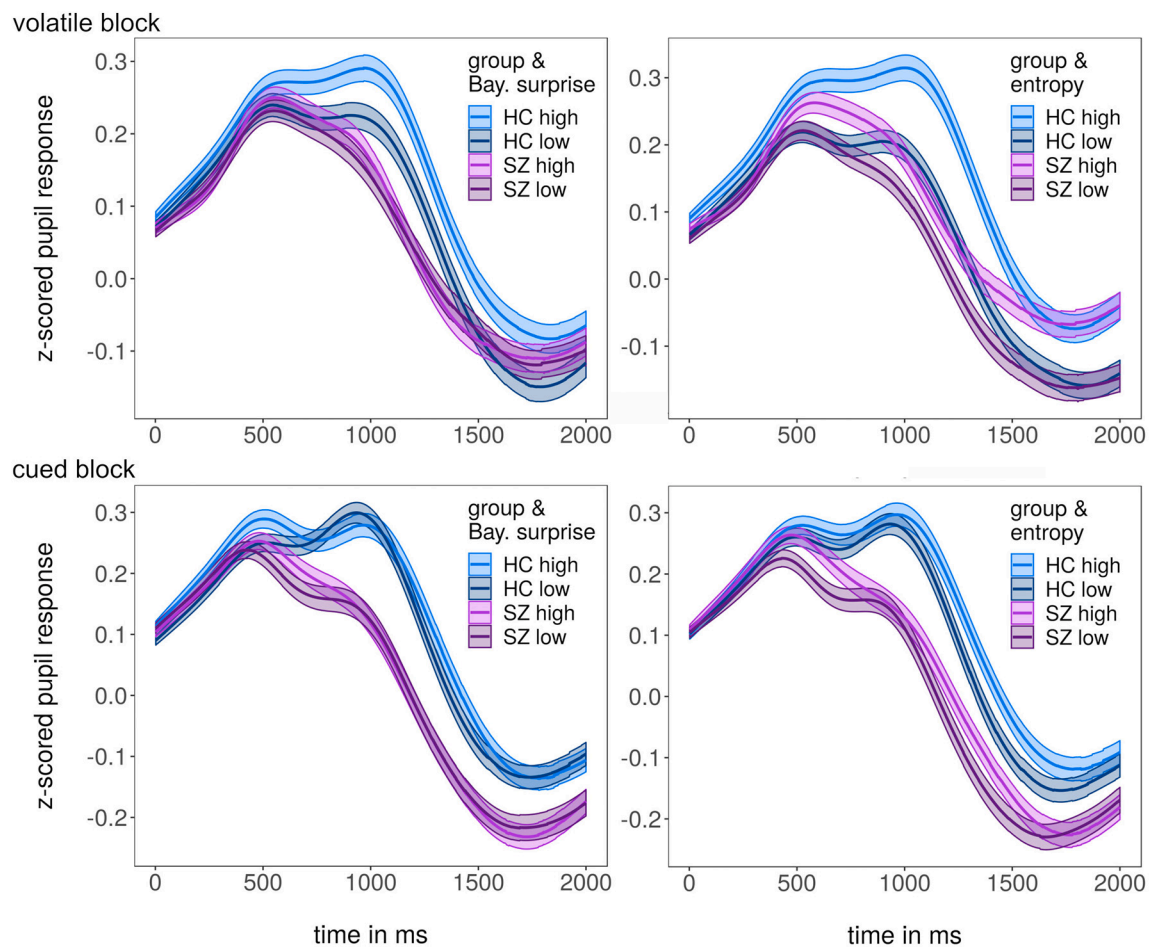 volatile block
z-scored pupil response
0.3
0.2
0.1
0.0
-0.1
group &
Bay. surprise
HC high
HC low
SZ high
SZ low
0
500
1000
1500
2000
0.3
0.2
0.1
0.0
-0.1
group &
entropy
HC high
HC low
SZ high
SZ low
0
500
1000
1500
2000
cued block
z-scored pupil response
0.3
0.2
0.1
0.0
-0.1
-0.2
group &
Bay. surprise
HC high
HC low
SZ high
SZ low
0
500
1000
1500
2000
time in ms
0.3
0.2
0.1
0.0
-0.1
-0.2
group &
entropy
HC high
HC low
SZ high
SZ low
0
500
1000
1500
2000
time in ms